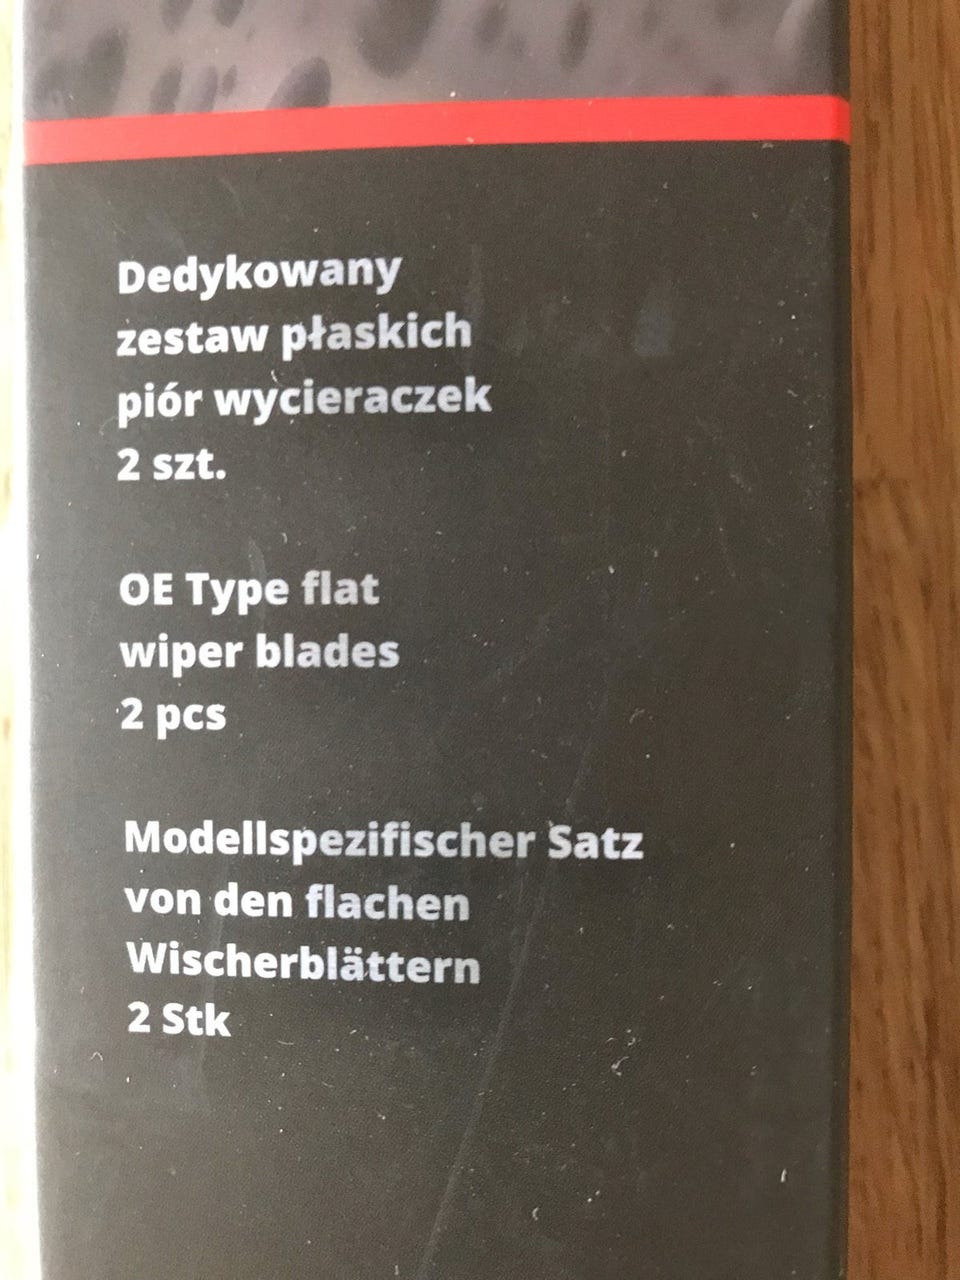 Dedykowany
zestaw płaskich
piór wycieraczek
2 szt.
OE Type flat
wiper blades
2 pcs
Modellspezifischer Satz
von den flachen
Wischerblättern
2 Stk